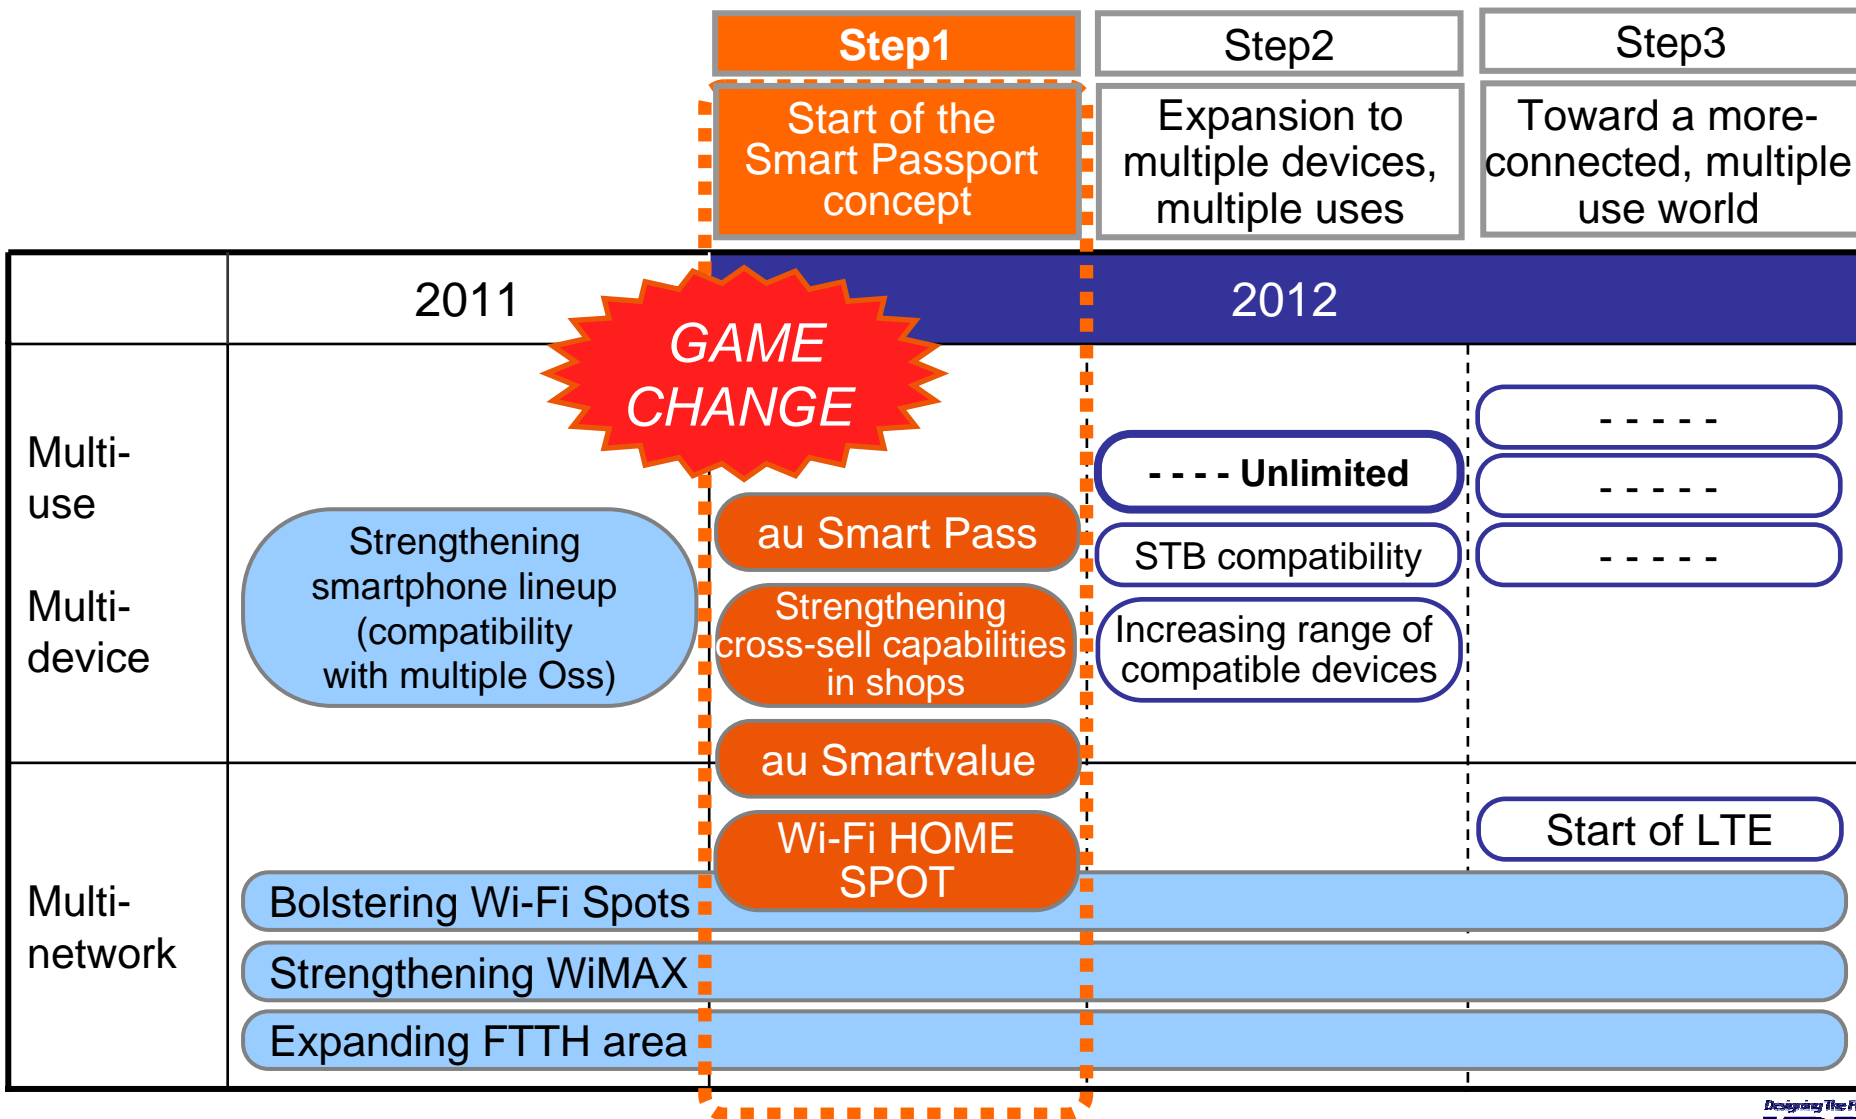 Step1
Step2
Step3
Start of the
Smart Passport
concept
Expansion to
multiple devices,
multiple uses
Toward a more-
connected, multiple
use world
2011
2012
GAME
CHANGE
Multi-
use
Multi-
device
Strengthening
smartphone lineup
(compatibility
with multiple Oss)
au Smart Pass
Strengthening
cross-sell capabilities
in shops
au Smartvalue
Wi-Fi HOME
SPOT
- - - - Unlimited
STB compatibility
Increasing range of
compatible devices
- - - - -
- - - - -
- - - - -
Start of LTE
Multi-
network
Bolstering Wi-Fi Spots
Strengthening WiMAX
Expanding FTTH area
Designing The